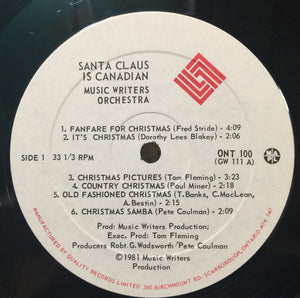 SANTA CLAUS
IS CANADIAN
MUSIC WRITERS
ORCHESTRA
1. FANFARE FOR CHRISTMAS (Fred Stride) - 4:09
2. IT'S CHRISTMAS (Dorothy Lees Blakey) - 2:06
SIDE 1 33 1/3 RPM
ONT 100
(GW 111 A)
3. CHRISTMAS PICTURES (Tom Fleming)
4. COUNTRY CHRISTMAS (Paul Miner) - 2:18
5. OLD FASHIONED CHRISTMAS (T.Banks, C.MacLean,
A.Bestin) - 2:15
6. CHRISTMAS SAMBA (Pete Coulman) - 2:09
Prod: Music Writers Production;
Exec. Prod: Tom Fleming
Producers Robt. G.Wadsworth/Pete Coulman
©1981 Music Writers
Production
MANUFACTURED BY QUALITY RECORDS LIMITED 380 BIRCHMOUNT RD., SCARBOROUGH, ONTARIO M1K 1M7